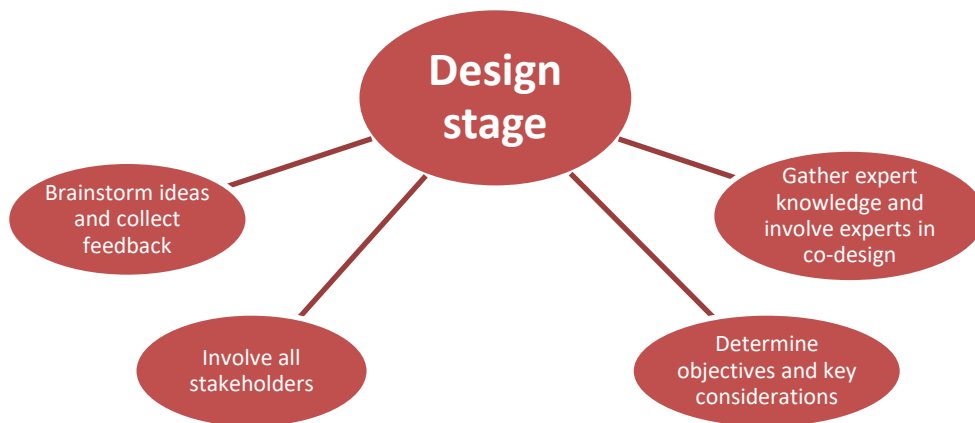 Design
stage
Brainstorm ideas
and collect
feedback
Involve all
stakeholders
Determine
objectives and key
considerations
Gather expert
knowledge and
involve experts in
co-design